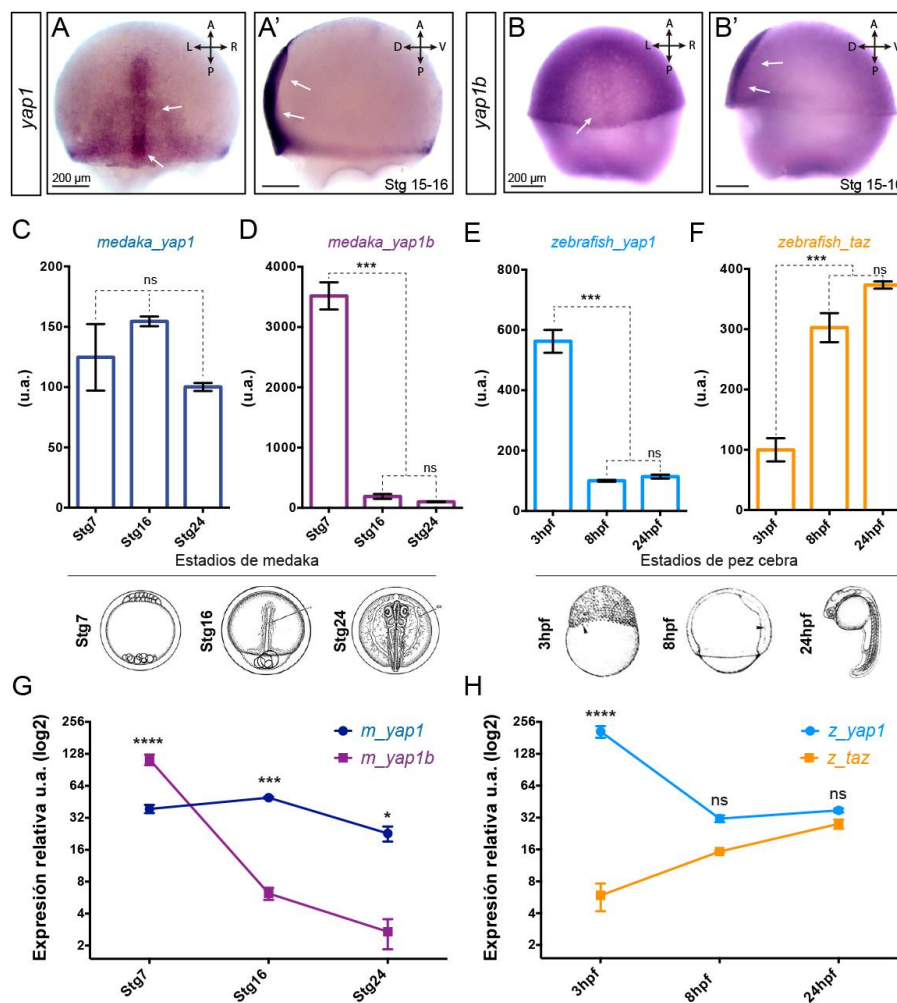 A
A
L R
P
A'
A
D V
P
B
A
L R
P
B'
A
D V
P
yap1
yap1b
200 µm
Stg 15-16
200 µm
Stg 15-16
C
medaka_yap1
D
medaka_yap1b
E
zebrafish_yap1
F
zebrafish_taz
ns
***
ns
***
ns
***
ns
(u.a.)
200
150
100
50
0
Stg7 Stg16 Stg24
(u.a.)
4000
3000
2000
1000
0
Stg7 Stg16 Stg24
(u.a.)
800
600
400
200
0
3hpf 8hpf 24hpf
(u.a.)
400
300
200
100
0
3hpf 8hpf 24hpf
Estadios de medaka
Stg7
Stg16
Stg24
Estadios de pez cebra
3hpf
8hpf
24hpf
G
Expresión relativa u.a. (log2)
256
128
64
32
16
8
4
2
****
***
*
m_yap1
m_yap1b
Stg7 Stg16 Stg24
H
Expresión relativa u.a. (log2)
256
128
64
32
16
8
4
2
****
ns
ns
z_yap1
z_taz
3hpf 8hpf 24hpf